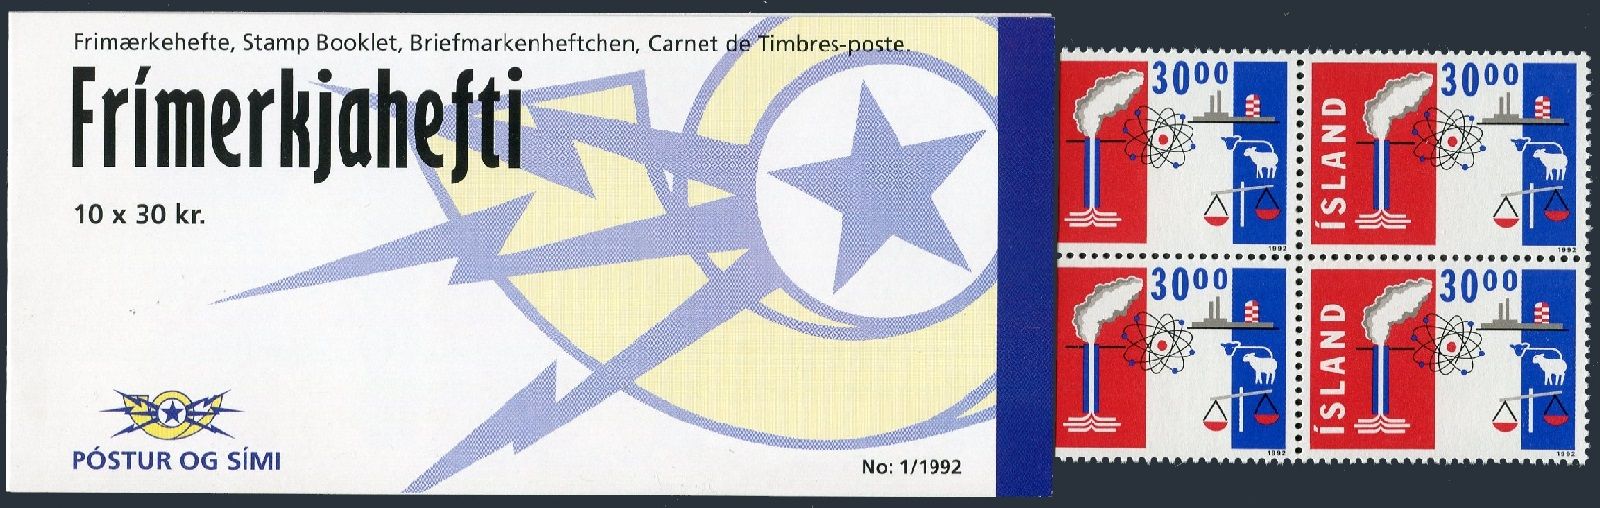 Frimærkehefte, Stamp Booklet, Briefmarkenheftchen, Carnet de Timbres-poste.
Frímerkjahefti
10 x 30 kr.
PÓSTUR OG SÍMI
No: 1/1992
3000
1992
ÍSLAND
3000
1992
3000
1992
ÍSLAND
3000
1992